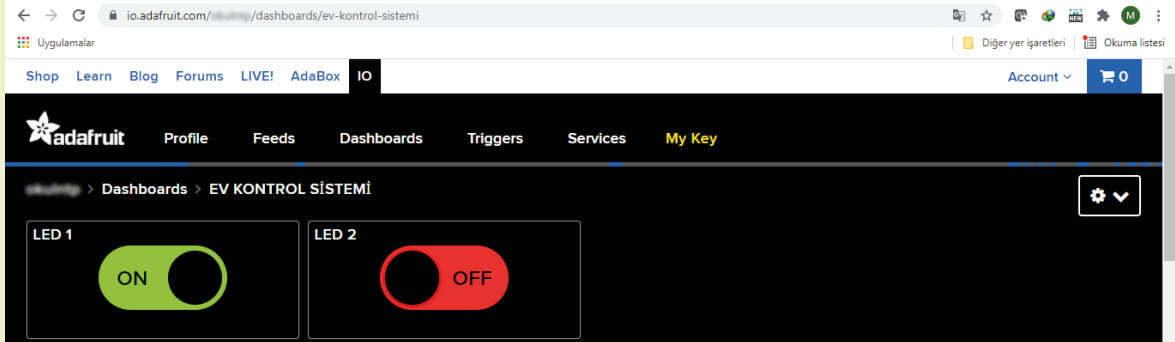 io.adafruit.com/ /dashboards/ev-kontrol-sistemi
NEW
M
Uygulamalar
Diğer yer işaretleri
Okuma listesi
Shop Learn Blog Forums LIVE! AdaBox IO
Account
0
adafruit Profile Feeds Dashboards Triggers Services My Key
> Dashboards > EV KONTROL SİSTEMİ
LED 1
ON
LED 2
OFF